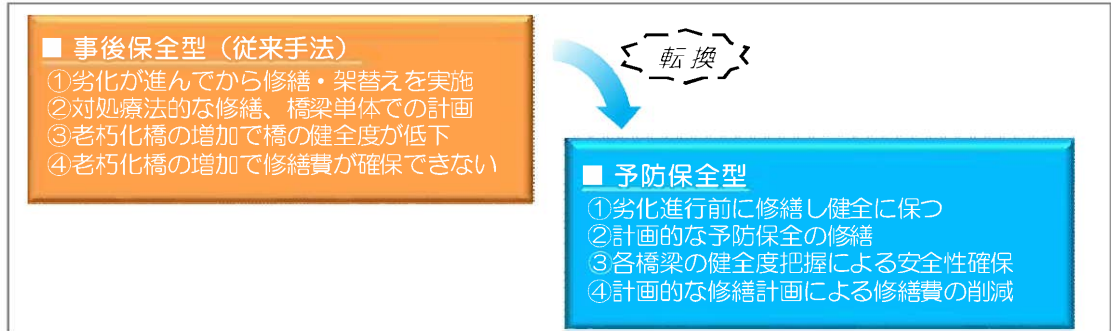 ■ 事後保全型（従来手法）
①劣化が進んでから修繕・架替えを実施
②対処療法的な修繕、橋梁単体での計画
③老朽化橋の増加で橋の健全度が低下
④老朽化橋の増加で修繕費が確保できない
転換
■ 予防保全型
①劣化進行前に修繕し健全に保つ
②計画的な予防保全の修繕
③各橋梁の健全度把握による安全性確保
④計画的な修繕計画による修繕費の削減